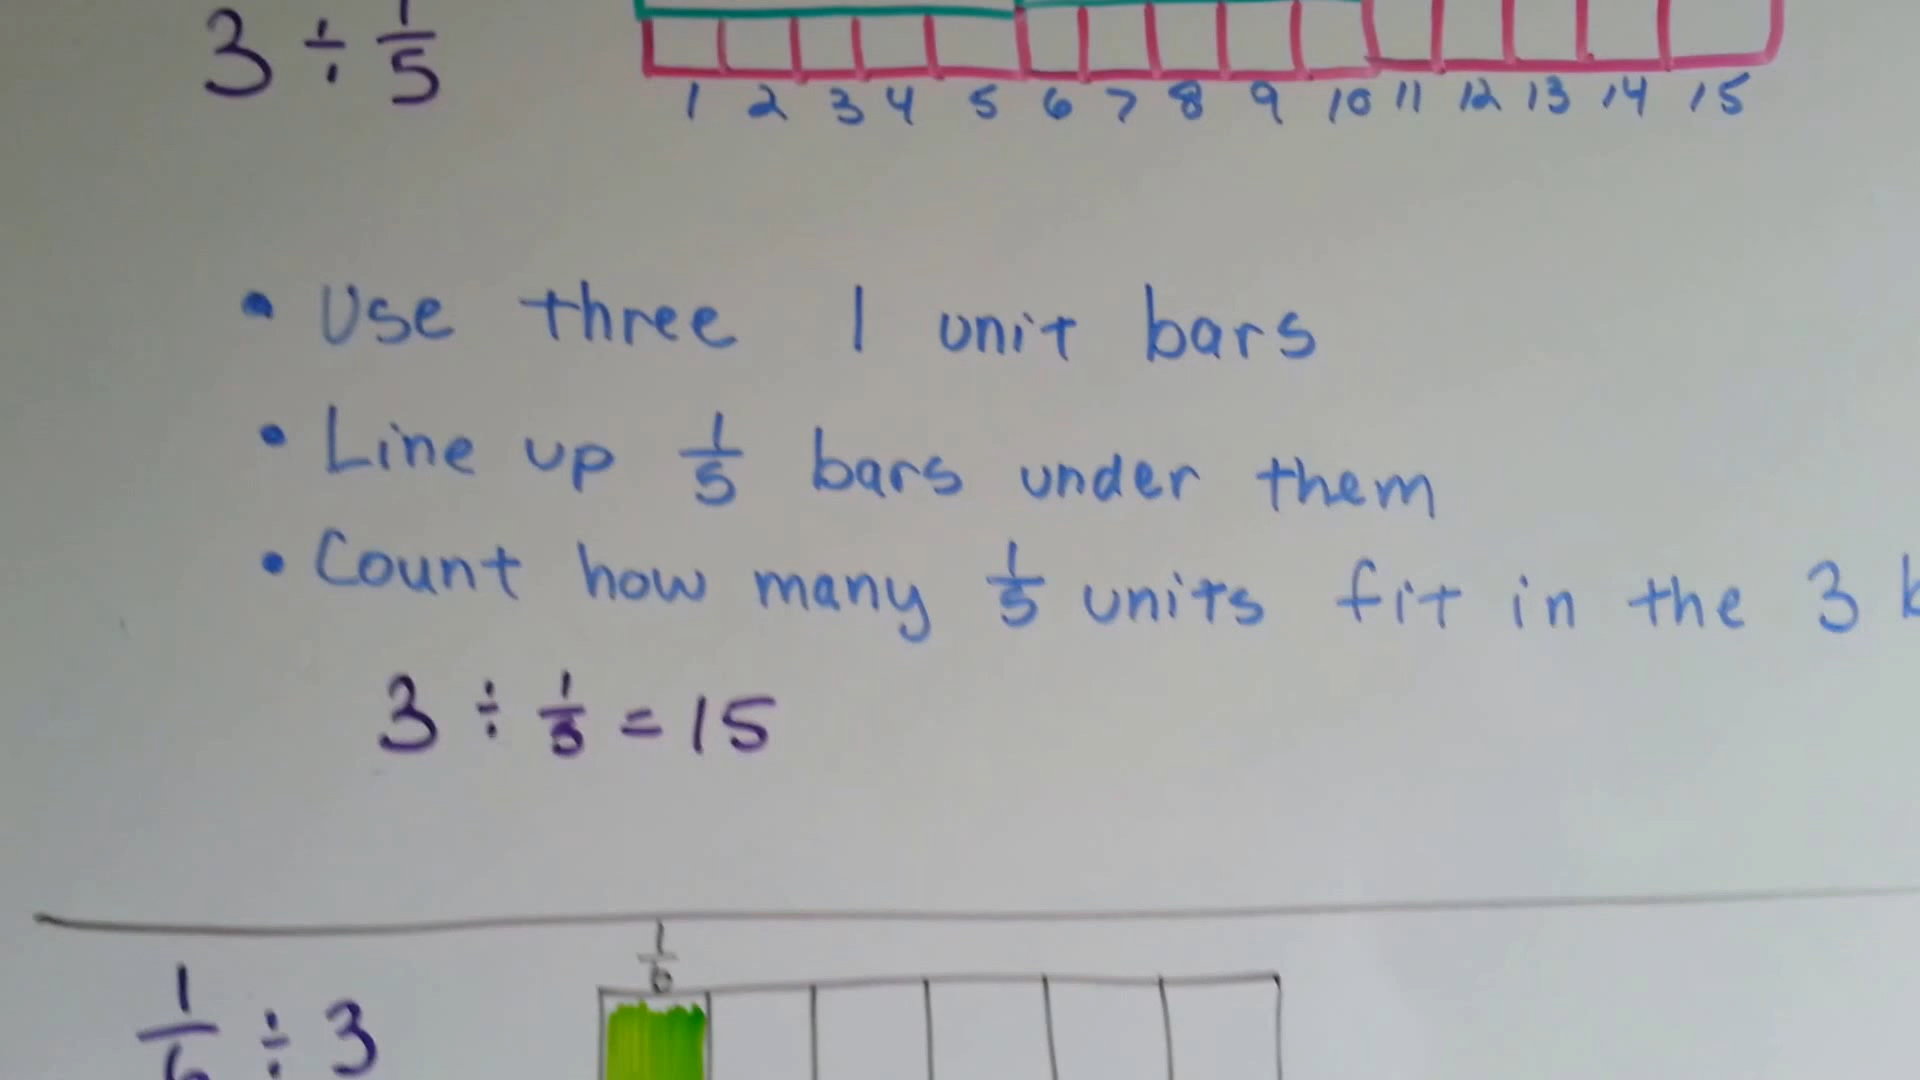 3 ÷ 1/5
1 2 3 4 5 6 7 8 9 10 11 12 13 14 15
• Use three 1 unit bars
• Line up 1/5 bars under them
• Count how many 1/5 units fit in the 3
3 ÷ 1/5 = 15
1/6
1/6 ÷ 3